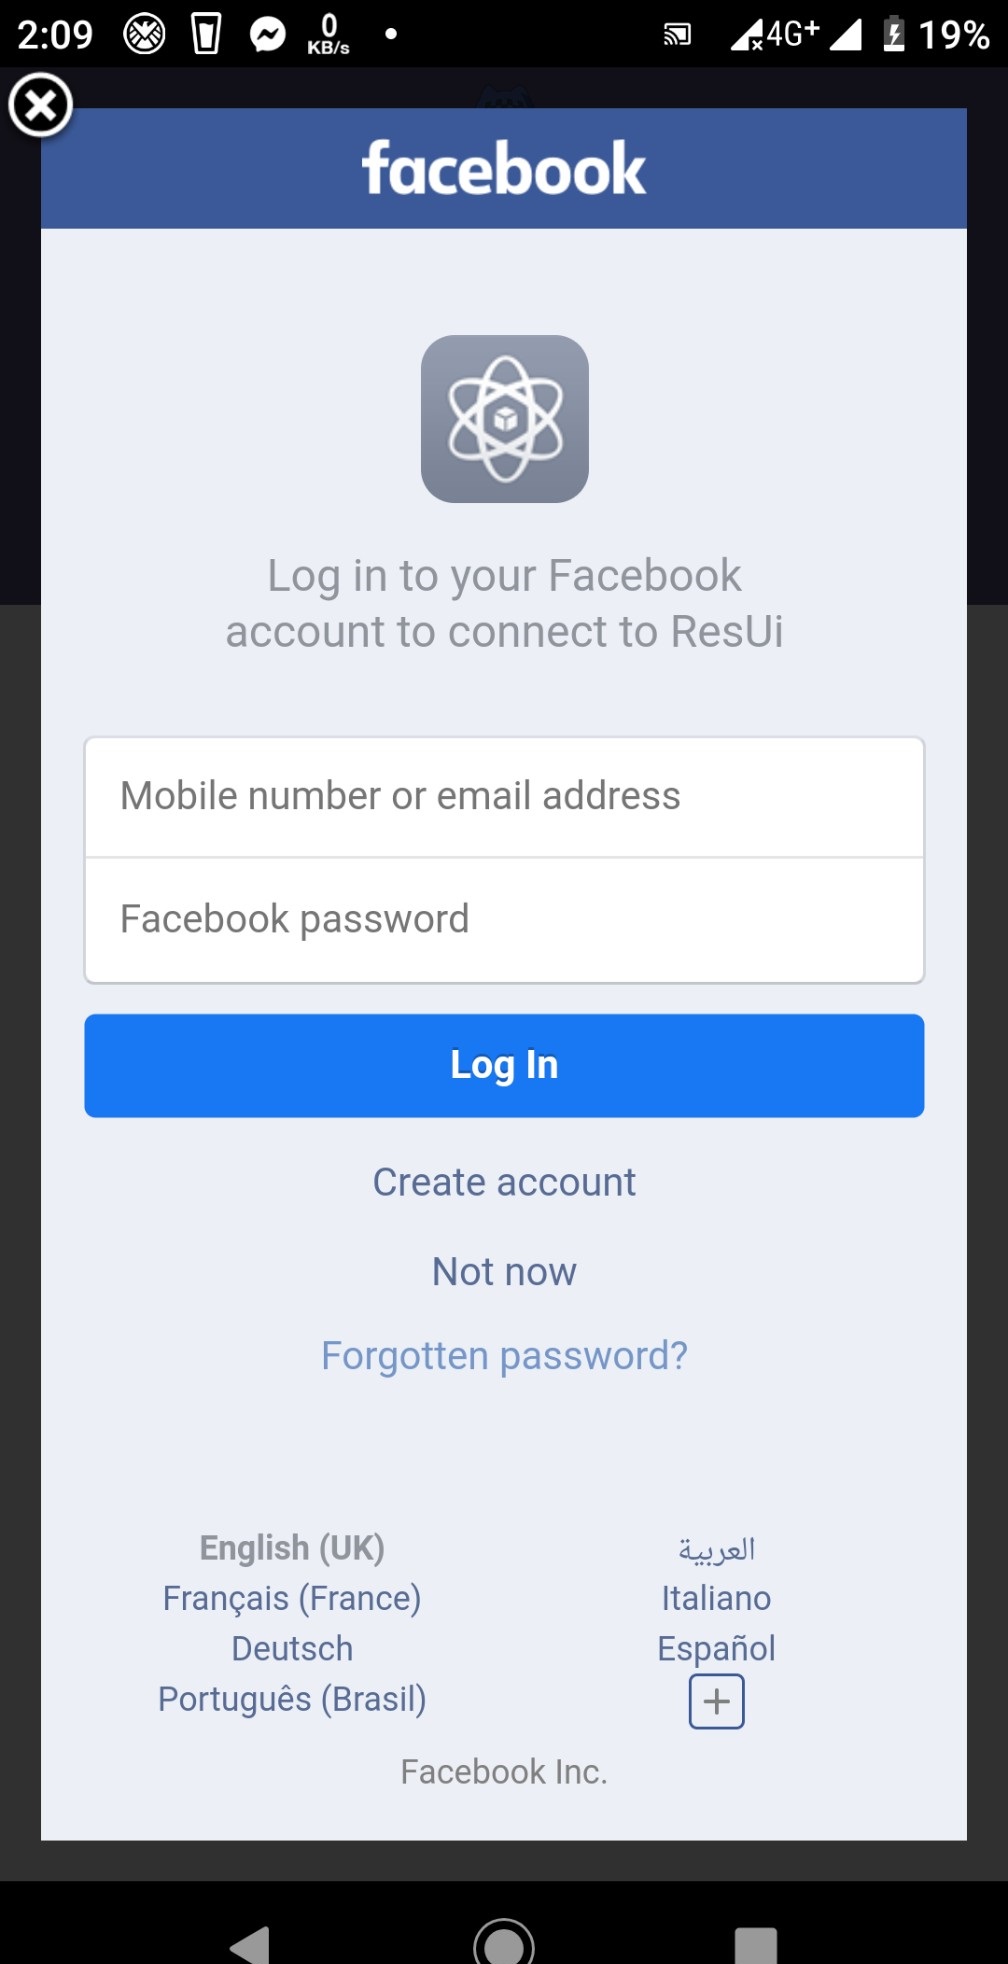 2:09 0 KB/s 4G+ 19%
facebook
Log in to your Facebook
account to connect to ResUi
Mobile number or email address
Facebook password
Log In
Create account
Not now
Forgotten password?
English (UK)
العربية
Français (France)
Italiano
Deutsch
Español
Português (Brasil)
Facebook Inc.